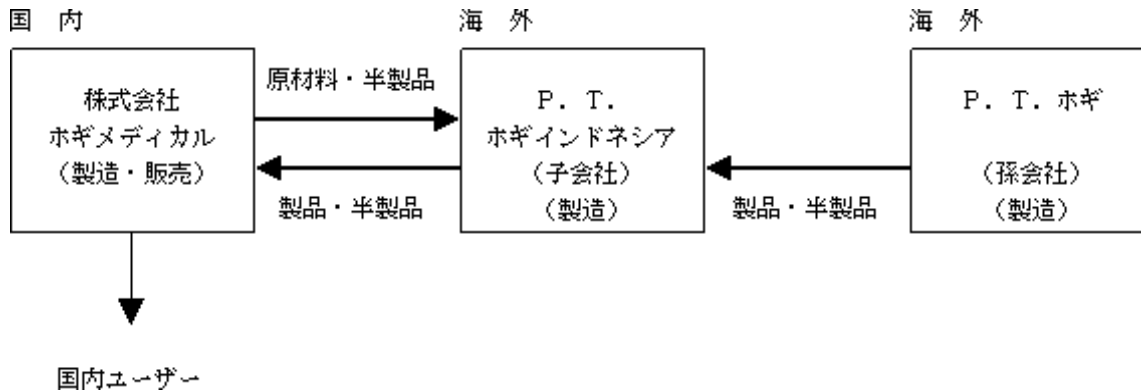 国 内
海 外
海 外
株式会社
ホギメディカル
（製造・販売）
原材料・半製品
製品・半製品
Ｐ．Ｔ．
ホギインドネシア
（子会社）
（製造）
製品・半製品
Ｐ．Ｔ．ホギ
（孫会社）
（製造）
国内ユーザー